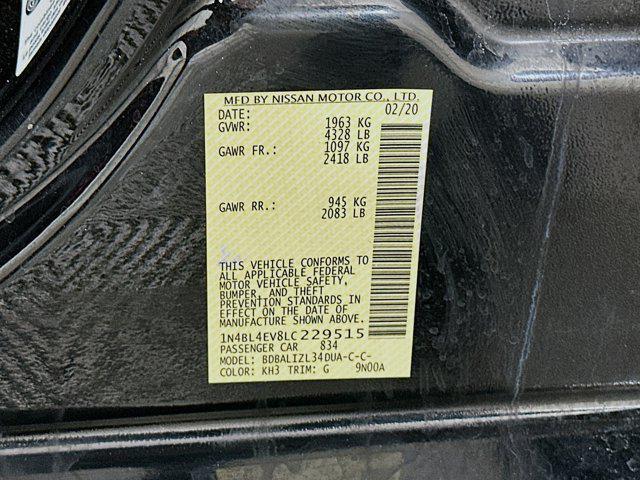 MFD BY NISSAN MOTOR CO., LTD.
DATE: 02/20
GVWR: 1963 KG
4328 LB
GAWR FR.: 1097 KG
2418 LB
GAWR RR.: 945 KG
2083 LB
THIS VEHICLE CONFORMS TO
ALL APPLICABLE FEDERAL
MOTOR VEHICLE SAFETY,
BUMPER, AND THEFT
PREVENTION STANDARDS IN
EFFECT ON THE DATE OF
MANUFACTURE SHOWN ABOVE.
1N4BL4EV8LC229515
PASSENGER CAR 834
MODEL: BDBALIZL34DUA-C-C-
COLOR: KH3 TRIM: G 9N00A